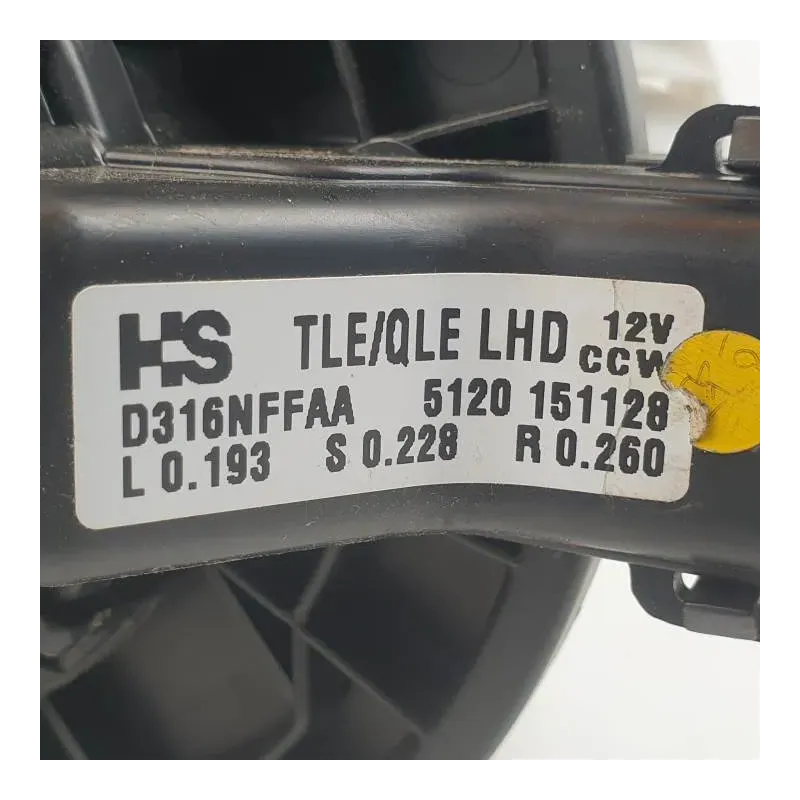 HS TLE/QLE LHD 12V
CCW
D316NFFAA 5120 151128
L 0.193 S 0.228 R 0.260